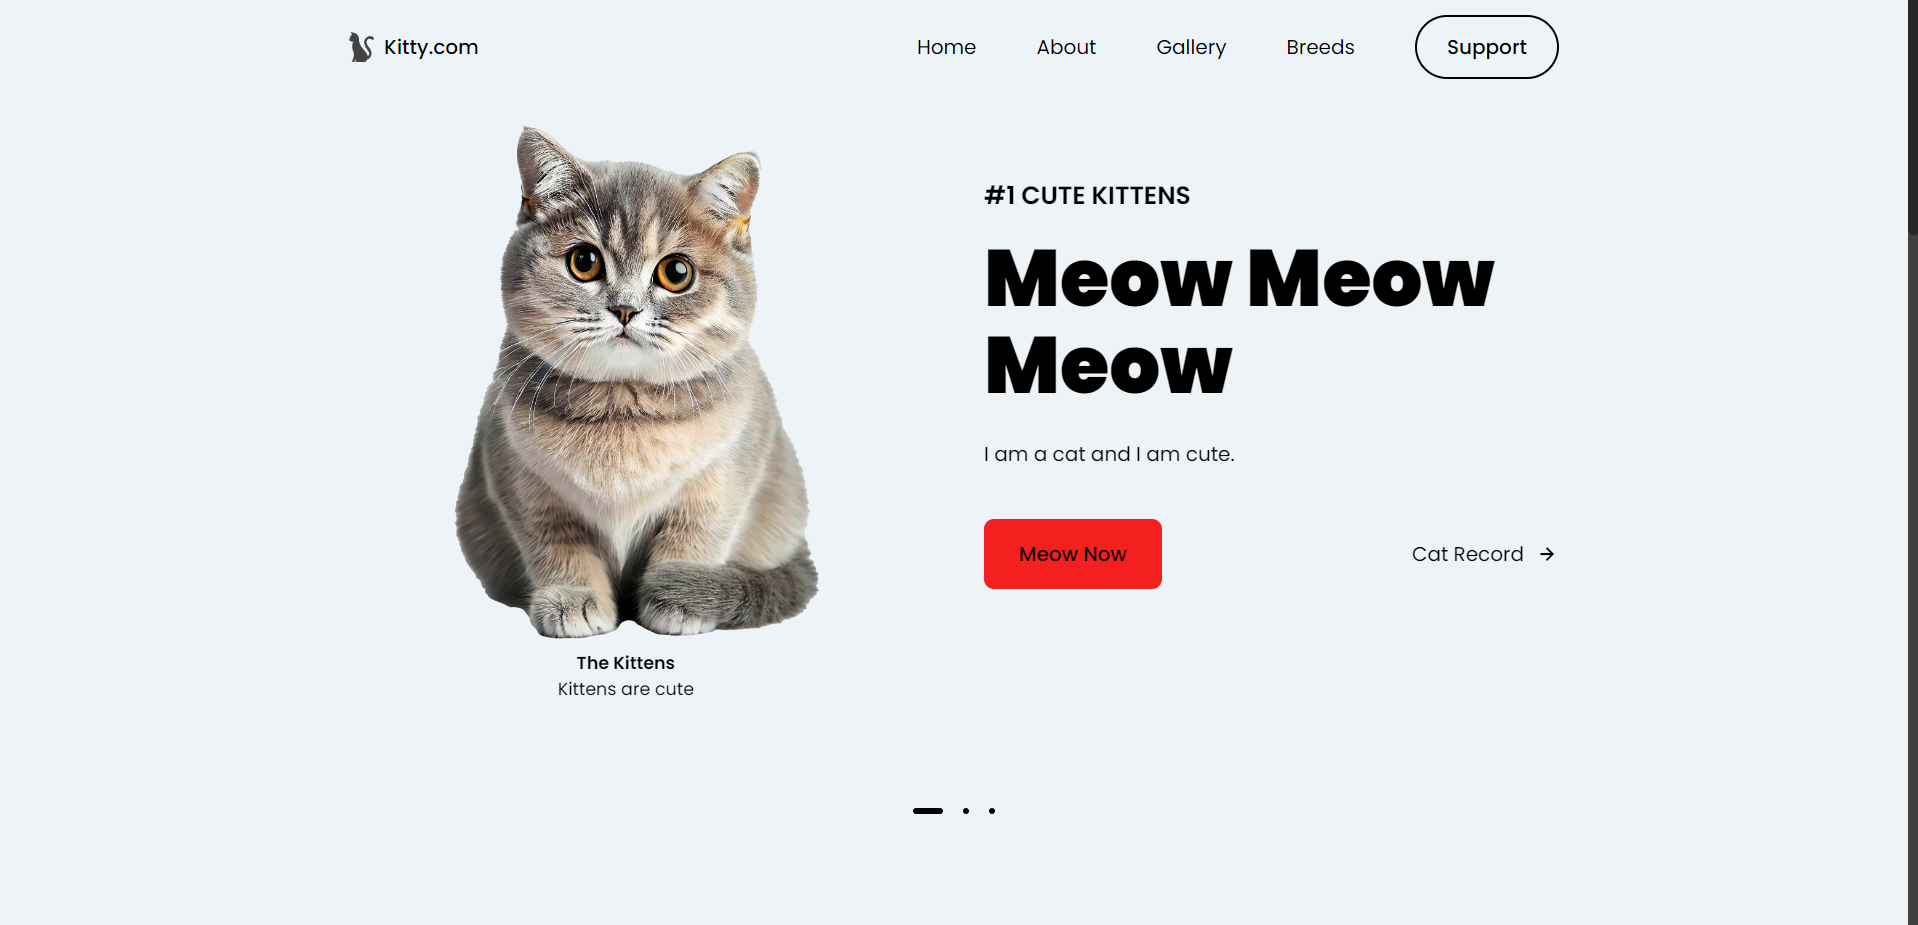 Kitty.com
Home
About
Gallery
Breeds
Support
#1 CUTE KITTENS
Meow Meow
Meow
I am a cat and I am cute.
Meow Now
Cat Record
The Kittens
Kittens are cute